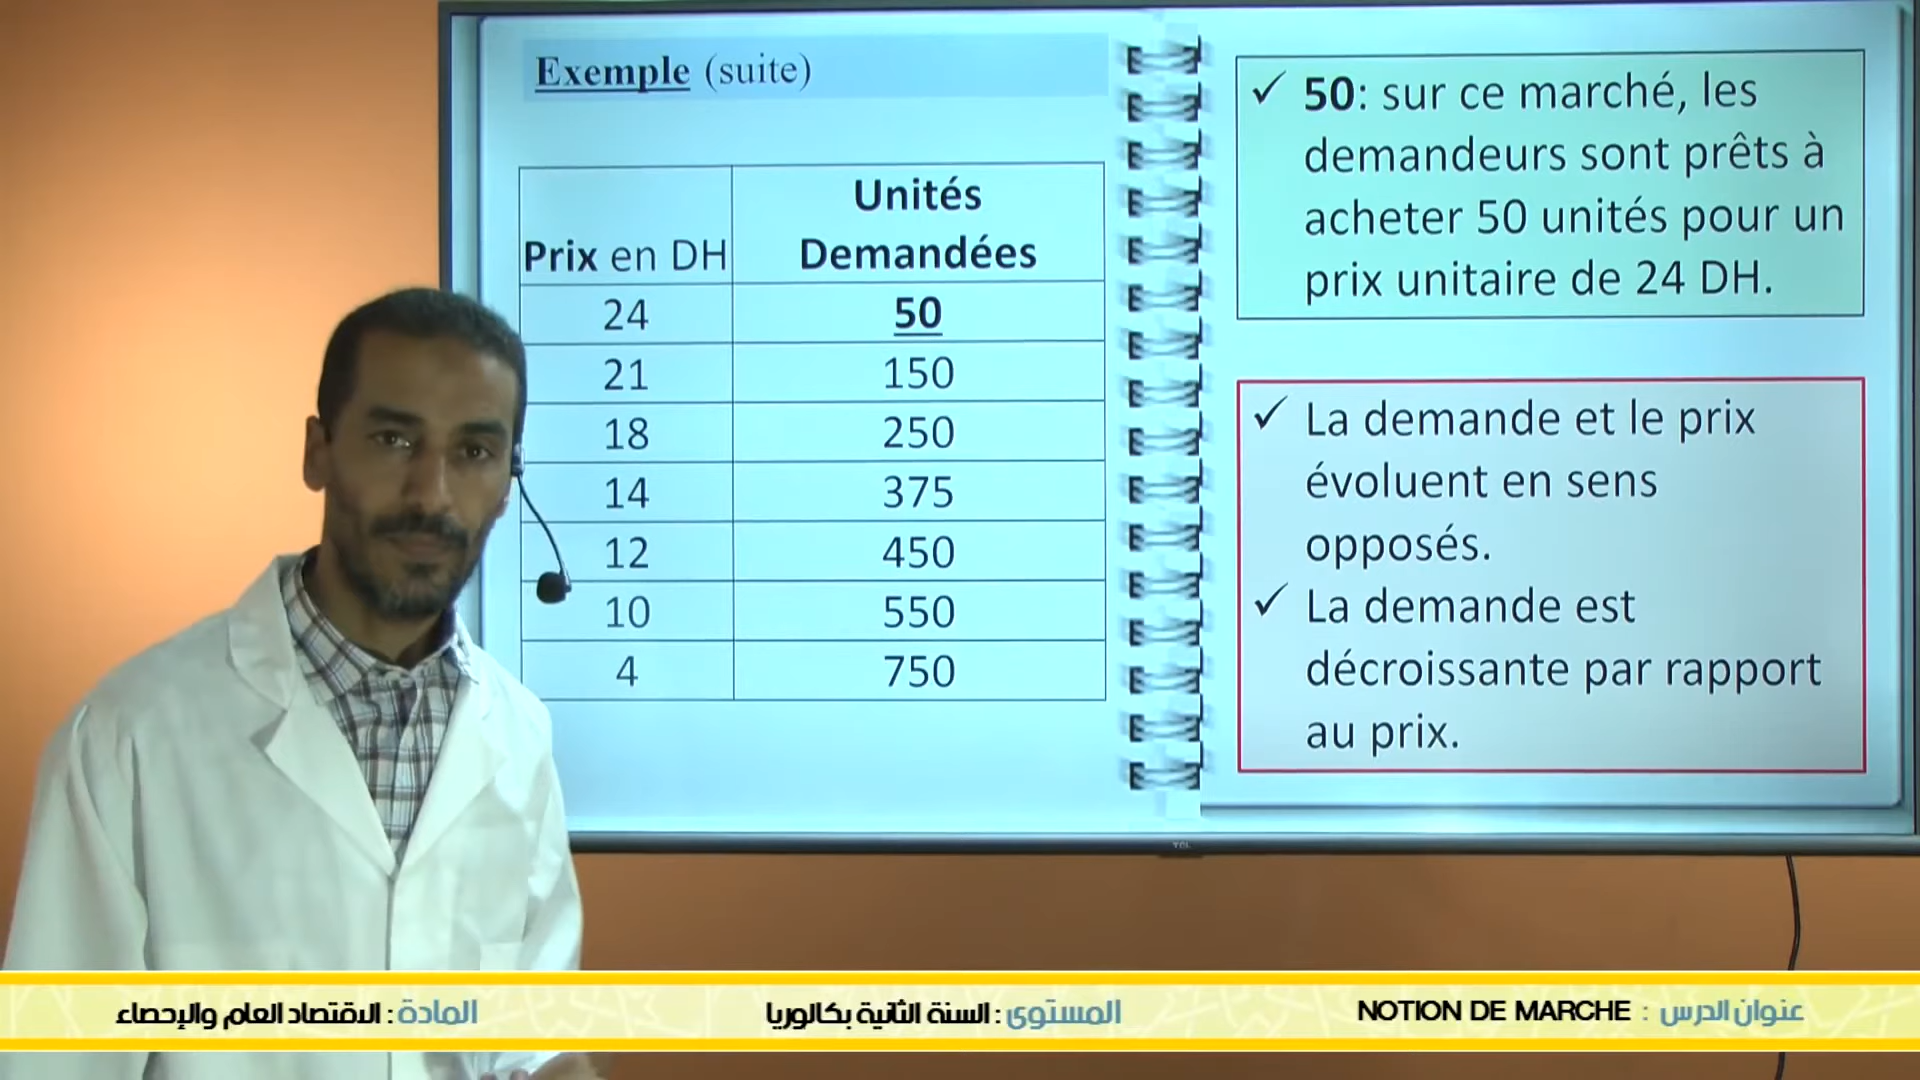 Exemple (suite)
Prix en DH
Unités
Demandées
24 50
21 150
18 250
14 375
12 450
10 550
4 750
✓ 50: sur ce marché, les
demandeurs sont prêts à
acheter 50 unités pour un
prix unitaire de 24 DH.
✓ La demande et le prix
évoluent en sens
opposés.
✓ La demande est
décroissante par rapport
au prix.
TCL
عنوان الدرس : NOTION DE MARCHE
المستوى : السنة الثانية بكالوريا
المادة : الاقتصاد العام والإحصاء